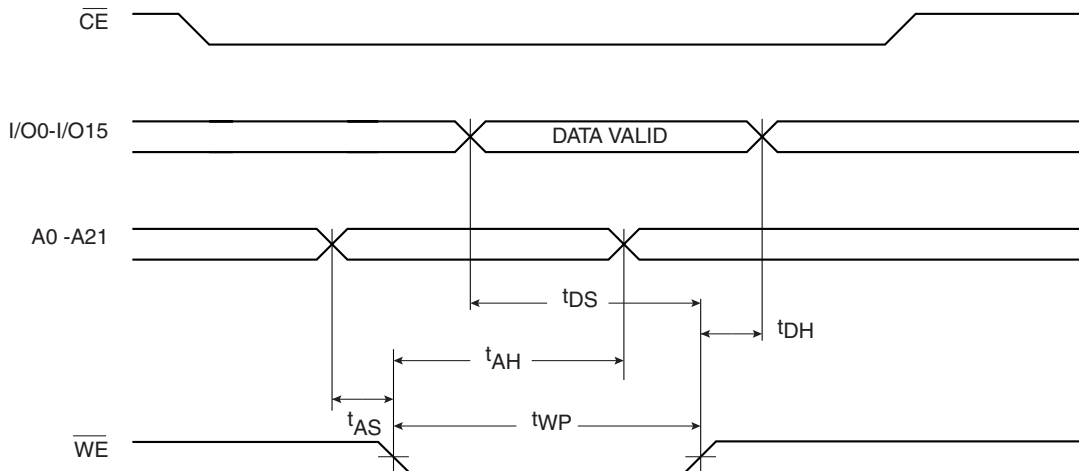 CE
I/O0-I/O15
DATA VALID
A0 -A21
tDS
tDH
tAH
tAS
tWP
WE